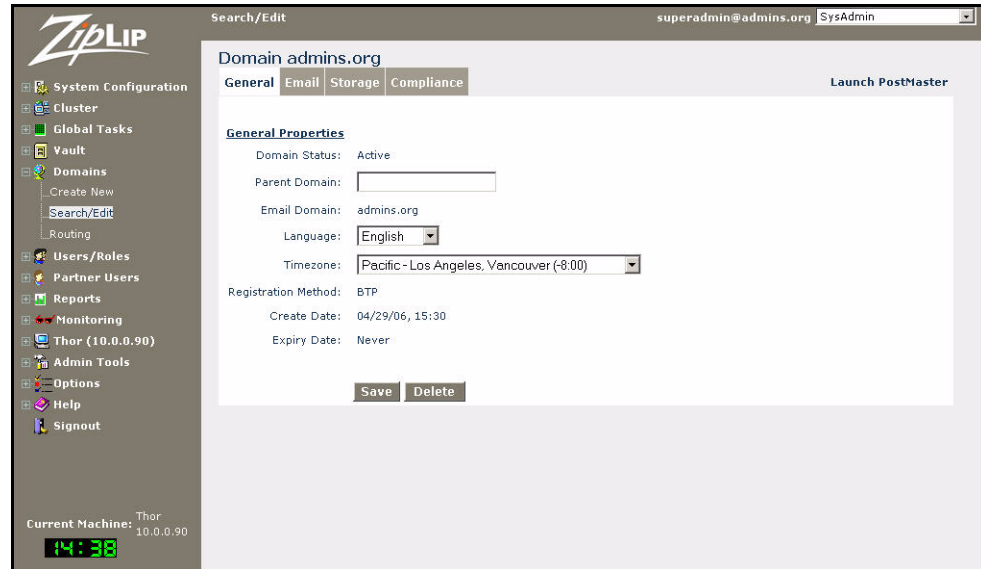 ZipLip
Search/Edit
superadmin@admins.org
SysAdmin
System Configuration
Cluster
Global Tasks
Vault
Domains
Create New
Search/Edit
Routing
Users/Roles
Partner Users
Reports
Monitoring
Thor (10.0.0.90)
Admin Tools
Options
Help
Signout
Current Machine: Thor
10.0.0.90
14:38
Domain admins.org
General Email Storage Compliance
Launch PostMaster
General Properties
Domain Status: Active
Parent Domain:
Email Domain: admins.org
Language: English
Timezone: Pacific - Los Angeles, Vancouver (-8:00)
Registration Method: BTP
Create Date: 04/29/06, 15:30
Expiry Date: Never
Save Delete